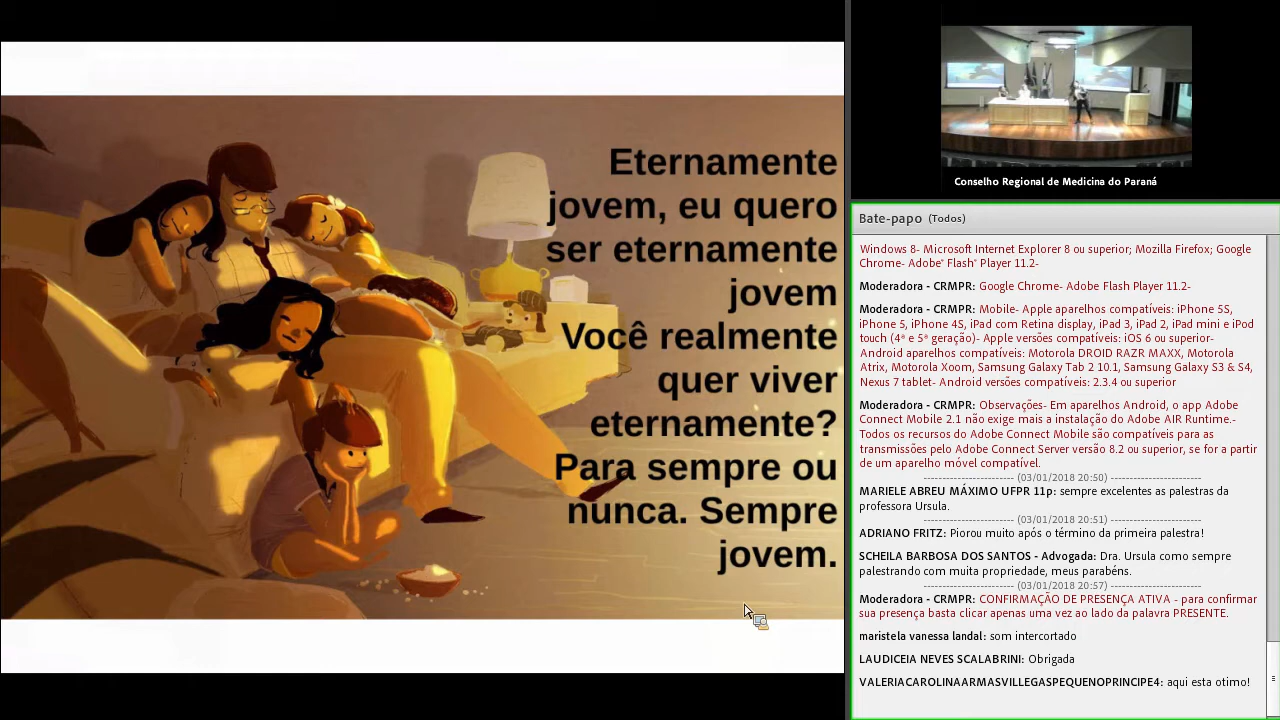 Eternamente
jovem, eu quero
ser eternamente
jovem
Você realmente
quer viver
eternamente?
Para sempre ou
nunca. Sempre
jovem.
Conselho Regional de Medicina do Paraná
Bate-papo (Todos)
Windows 8- Microsoft Internet Explorer 8 ou superior; Mozilla Firefox; Google
Chrome- Adobe® Flash® Player 11.2-
Moderadora - CRMPR: Google Chrome- Adobe Flash Player 11.2-
Moderadora - CRMPR: Mobile- Apple aparelhos compatíveis: iPhone 5S,
iPhone 5, iPhone 4S, iPad com Retina display, iPad 3, iPad 2, iPad mini e iPod
touch (4ª e 5ª geração)- Apple versões compatíveis: iOS 6 ou superior-
Android aparelhos compatíveis: Motorola DROID RAZR MAXX, Motorola
Atrix, Motorola Xoom, Samsung Galaxy Tab 2 10.1, Samsung Galaxy S3 & S4,
Nexus 7 tablet- Android versões compatíveis: 2.3.4 ou superior
Moderadora - CRMPR: Observações- Em aparelhos Android, o app Adobe
Connect Mobile 2.1 não exige mais a instalação do Adobe AIR Runtime.-
Todos os recursos do Adobe Connect Mobile são compatíveis para as
transmissões pelo Adobe Connect Server versão 8.2 ou superior, se for a partir
de um aparelho móvel compatível.
------------------------ (03/01/2018 20:50) ------------------------
MARIELE ABREU MÁXIMO UFPR 11p: sempre excelentes as palestras da
professora Ursula.
------------------------ (03/01/2018 20:51) ------------------------
ADRIANO FRITZ: Piorou muito após o término da primeira palestra!
SCHEILA BARBOSA DOS SANTOS - Advogada: Dra. Ursula como sempre
palestrando com muita propriedade, meus parabéns.
------------------------ (03/01/2018 20:57) ------------------------
Moderadora - CRMPR: CONFIRMAÇÃO DE PRESENÇA ATIVA - para confirmar
sua presença basta clicar apenas uma vez ao lado da palavra PRESENTE.
maristela vanessa landal: som intercortado
LAUDICEIA NEVES SCALABRINI: Obrigada
VALERIACAROLINAARMASVILLEGASPEQUENOPRINCIPE4: aqui esta otimo!